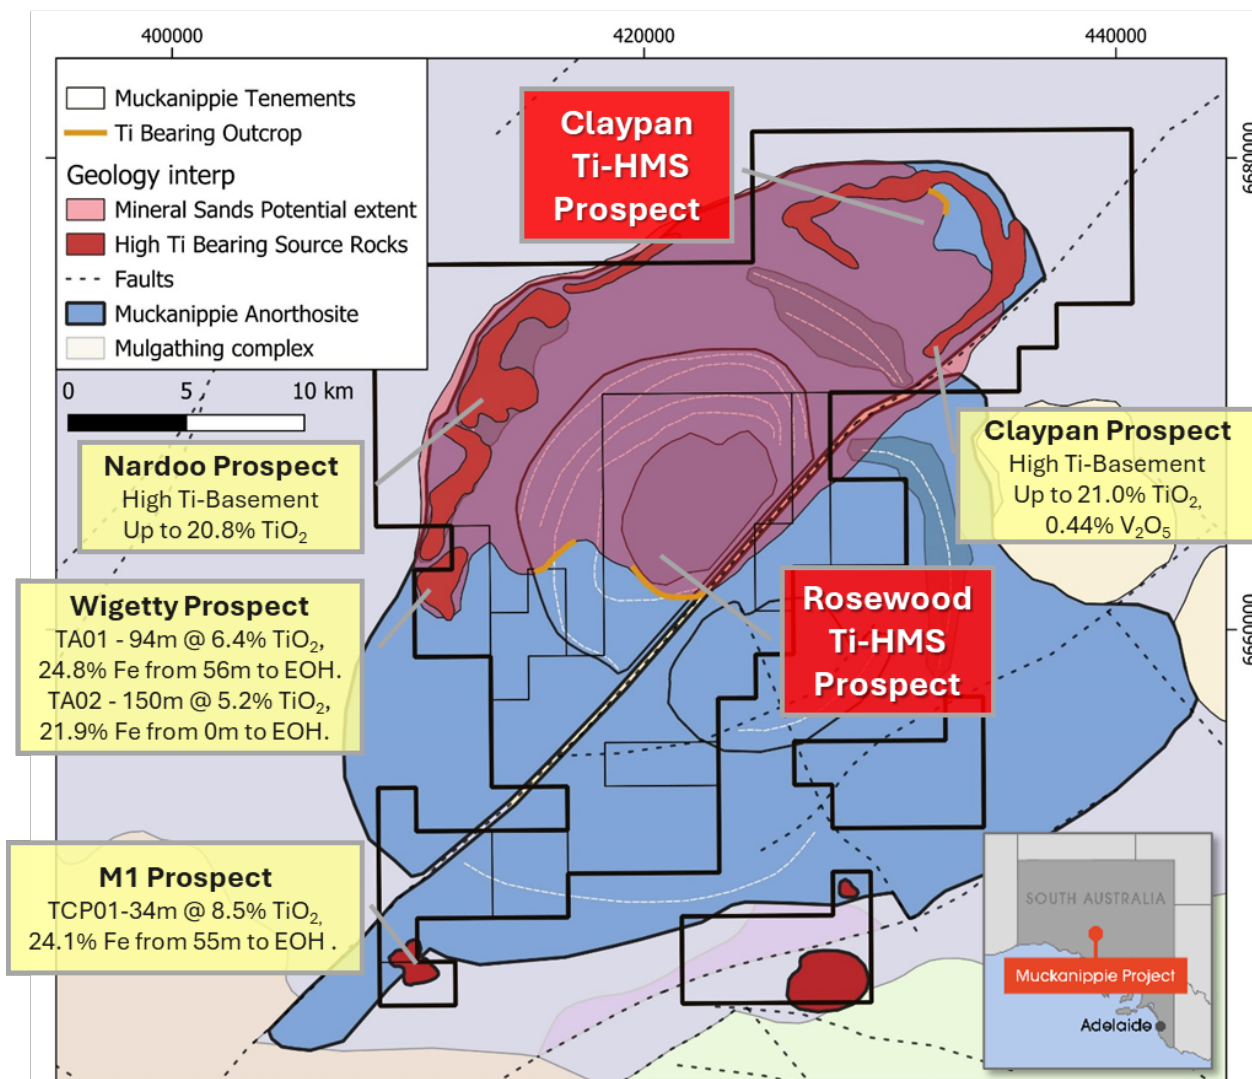 400000
420000
440000
Muckanippie Tenements
Ti Bearing Outcrop
Geology interp
Mineral Sands Potential extent
High Ti Bearing Source Rocks
Faults
Muckanippie Anorthosite
Mulgathing complex
0 5 10 km
Claypan
Ti-HMS
Prospect
6680000
Nardoo Prospect
High Ti-Basement
Up to 20.8% TiO₂
Claypan Prospect
High Ti-Basement
Up to 21.0% TiO₂,
0.44% V₂O₅
Wigetty Prospect
TA01 - 94m @ 6.4% TiO₂,
24.8% Fe from 56m to EOH.
TA02 - 150m @ 5.2% TiO₂,
21.9% Fe from 0m to EOH.
Rosewood
Ti-HMS
Prospect
6660000
M1 Prospect
TCP01-34m @ 8.5% TiO₂,
24.1% Fe from 55m to EOH .
SOUTH AUSTRALIA
Muckanippie Project
Adelaide